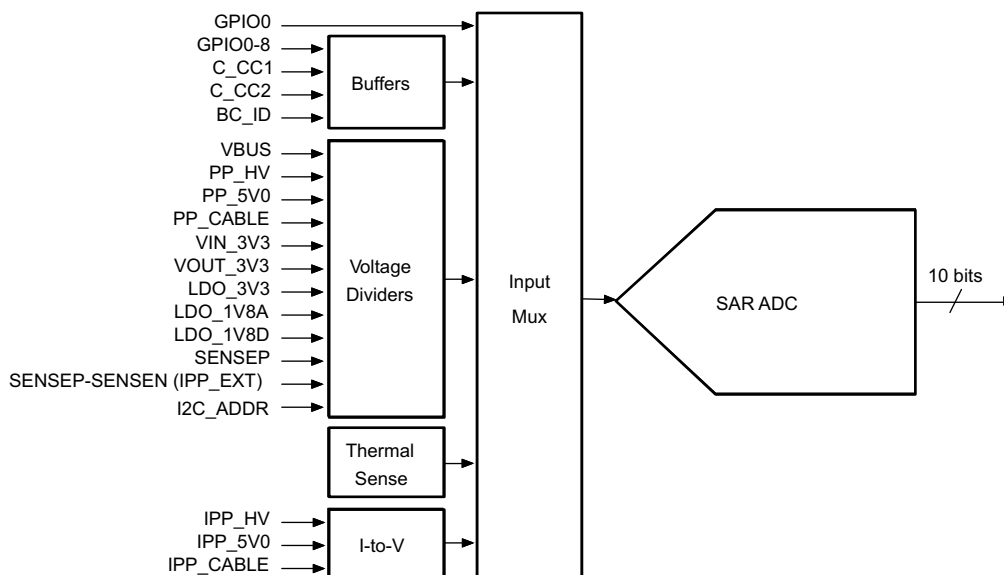 GPIO0
GPIO0-8
C_CC1
C_CC2
BC_ID
Buffers
VBUS
PP_HV
PP_5V0
PP_CABLE
VIN_3V3
VOUT_3V3
LDO_3V3
LDO_1V8A
LDO_1V8D
SENSEP
SENSEP-SENSEN (IPP_EXT)
I2C_ADDR
Voltage
Dividers
Thermal
Sense
IPP_HV
IPP_5V0
IPP_CABLE
I-to-V
Input
Mux
SAR ADC
10 bits